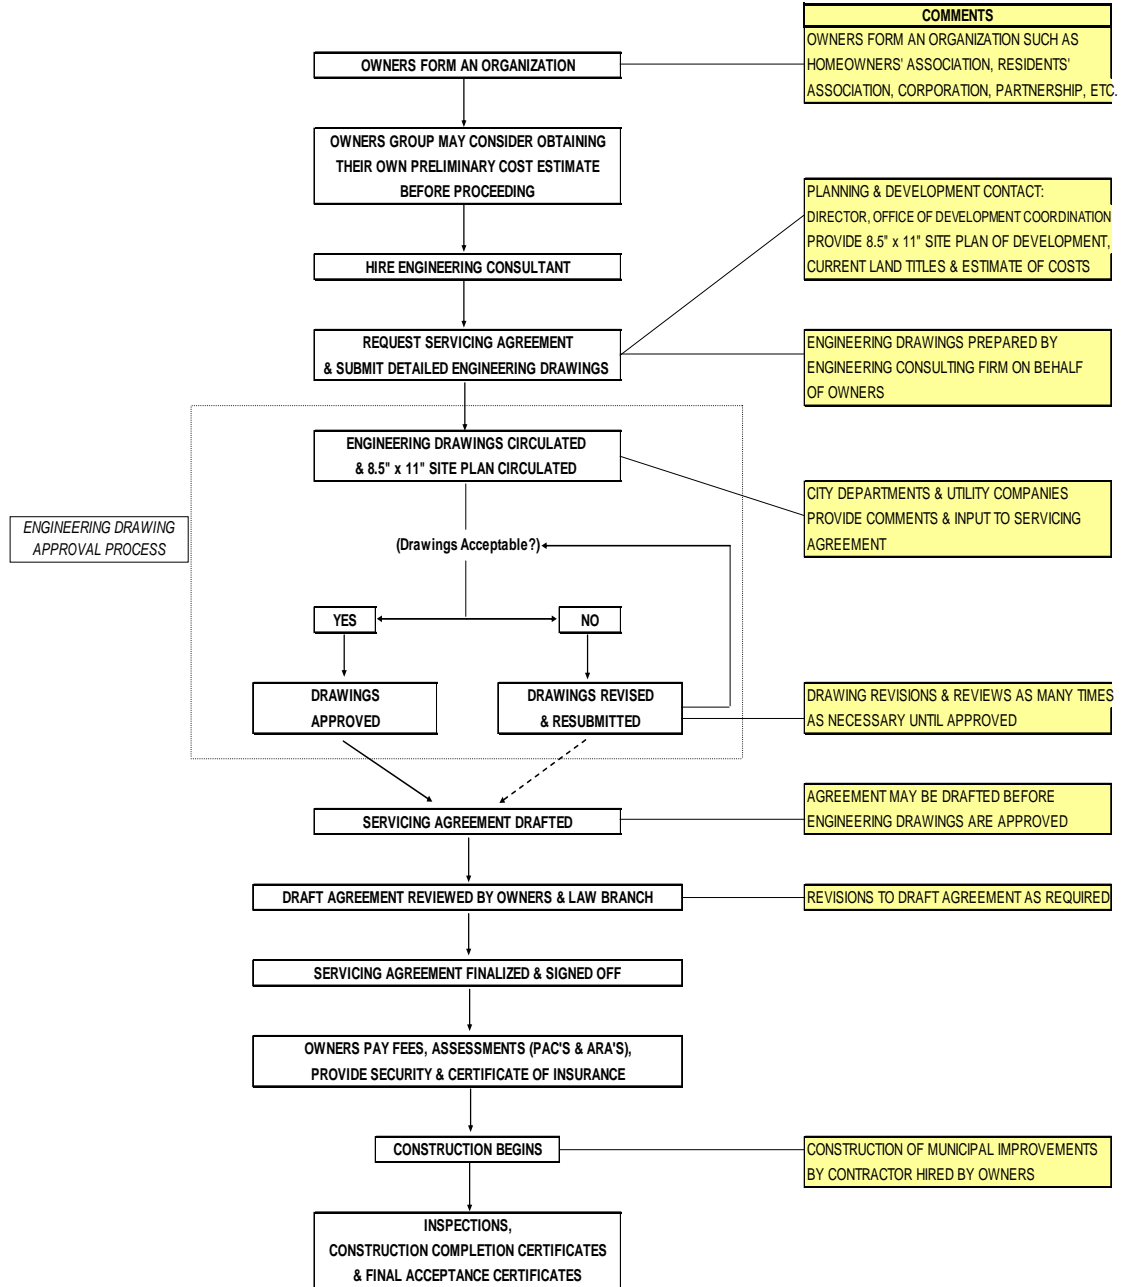 COMMENTS
OWNERS FORM AN ORGANIZATION
OWNERS FORM AN ORGANIZATION SUCH AS
HOMEOWNERS' ASSOCIATION, RESIDENTS'
ASSOCIATION, CORPORATION, PARTNERSHIP, ETC.
OWNERS GROUP MAY CONSIDER OBTAINING
THEIR OWN PRELIMINARY COST ESTIMATE
BEFORE PROCEEDING
PLANNING & DEVELOPMENT CONTACT:
DIRECTOR, OFFICE OF DEVELOPMENT COORDINATION
PROVIDE 8.5" x 11" SITE PLAN OF DEVELOPMENT,
CURRENT LAND TITLES & ESTIMATE OF COSTS
HIRE ENGINEERING CONSULTANT
REQUEST SERVICING AGREEMENT
& SUBMIT DETAILED ENGINEERING DRAWINGS
ENGINEERING DRAWINGS PREPARED BY
ENGINEERING CONSULTING FIRM ON BEHALF
OF OWNERS
ENGINEERING DRAWINGS CIRCULATED
& 8.5" x 11" SITE PLAN CIRCULATED
CITY DEPARTMENTS & UTILITY COMPANIES
PROVIDE COMMENTS & INPUT TO SERVICING
AGREEMENT
ENGINEERING DRAWING
APPROVAL PROCESS
(Drawings Acceptable?)
YES
NO
DRAWINGS
APPROVED
DRAWINGS REVISED
& RESUBMITTED
DRAWING REVISIONS & REVIEWS AS MANY TIMES
AS NECESSARY UNTIL APPROVED
SERVICING AGREEMENT DRAFTED
AGREEMENT MAY BE DRAFTED BEFORE
ENGINEERING DRAWINGS ARE APPROVED
DRAFT AGREEMENT REVIEWED BY OWNERS & LAW BRANCH
REVISIONS TO DRAFT AGREEMENT AS REQUIRED
SERVICING AGREEMENT FINALIZED & SIGNED OFF
OWNERS PAY FEES, ASSESSMENTS (PAC'S & ARA'S),
PROVIDE SECURITY & CERTIFICATE OF INSURANCE
CONSTRUCTION BEGINS
CONSTRUCTION OF MUNICIPAL IMPROVEMENTS
BY CONTRACTOR HIRED BY OWNERS
INSPECTIONS,
CONSTRUCTION COMPLETION CERTIFICATES
& FINAL ACCEPTANCE CERTIFICATES